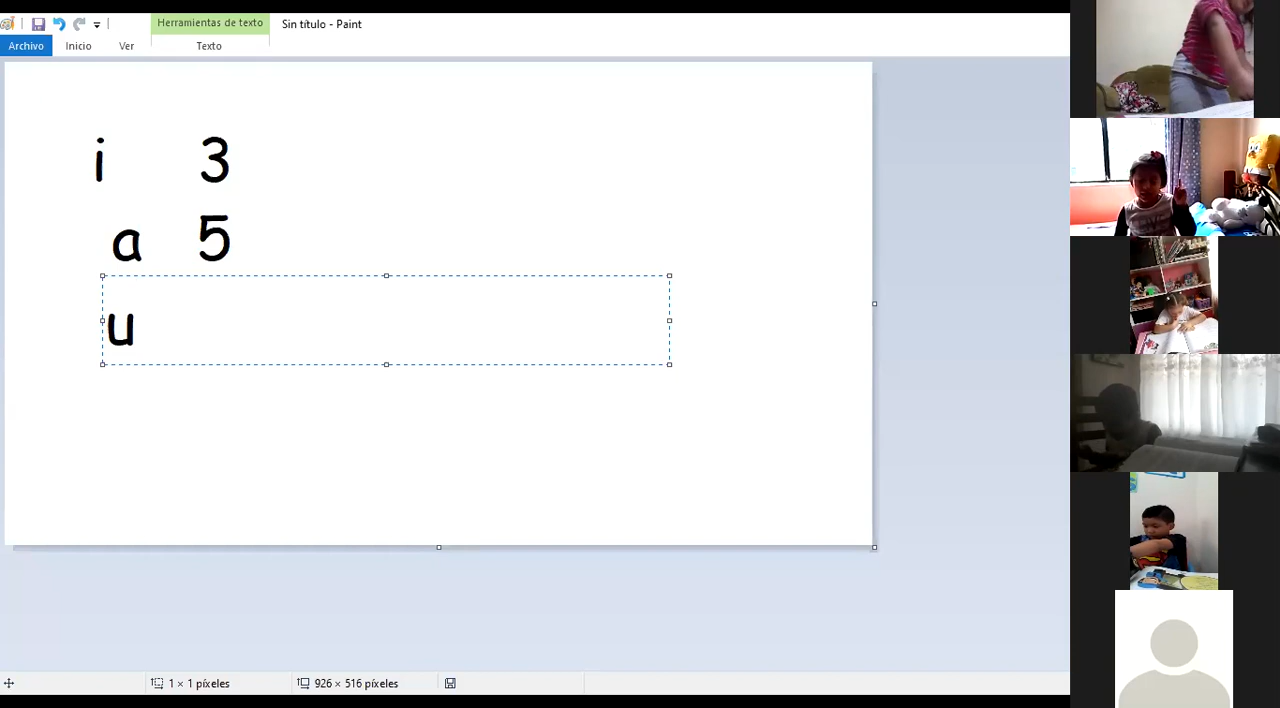 Herramientas de texto Sin título - Paint
Archivo Inicio Ver Texto
i 3
a 5
u
1 × 1 píxeles 926 × 516 píxeles